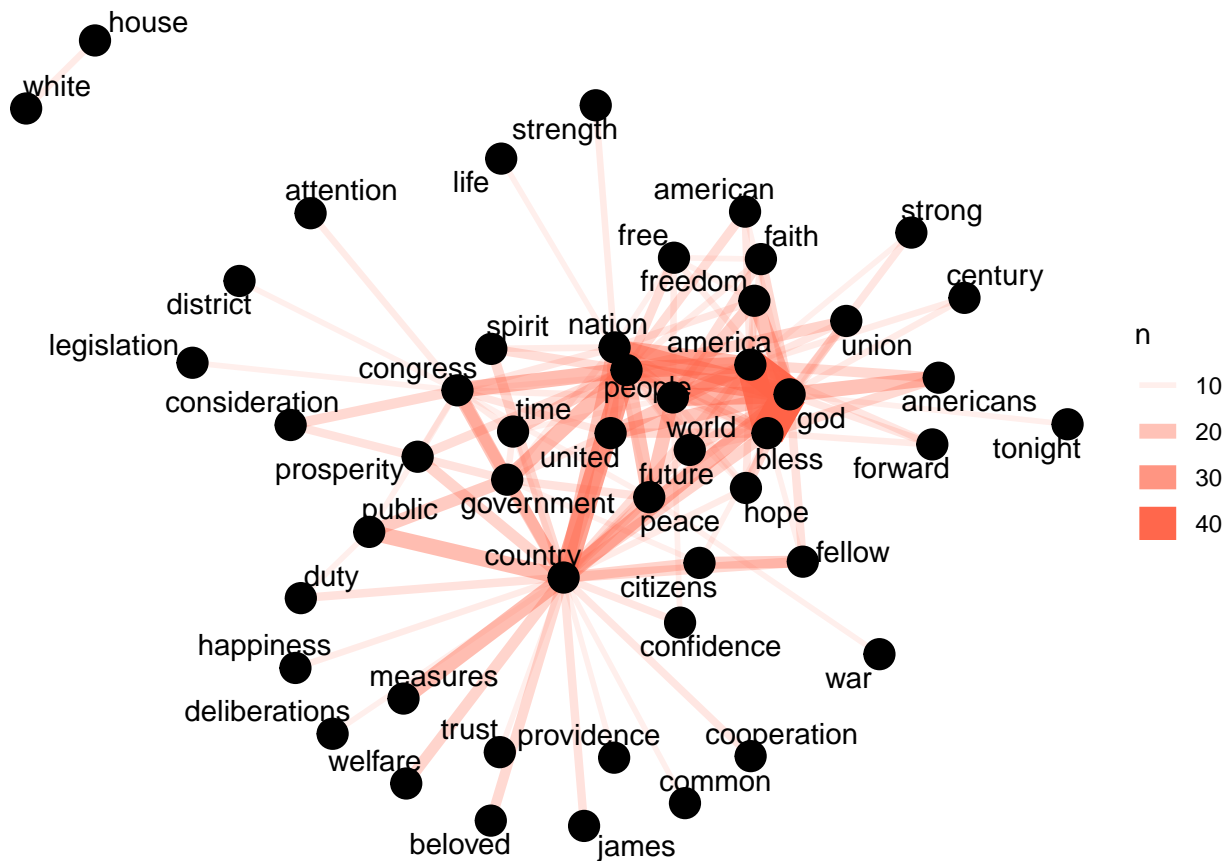 house
white
strength
life
attention
american
strong
free
faith
freedom
century
district
spirit
nation
america
union
legislation
congress
people
god
americans
consideration
time
world
tonight
prosperity
united
bless
forward
public
government
future
hope
peace
country
fellow
duty
citizens
happiness
confidence
measures
war
deliberations
trust
providence
cooperation
welfare
common
beloved
james
n
10
20
30
40